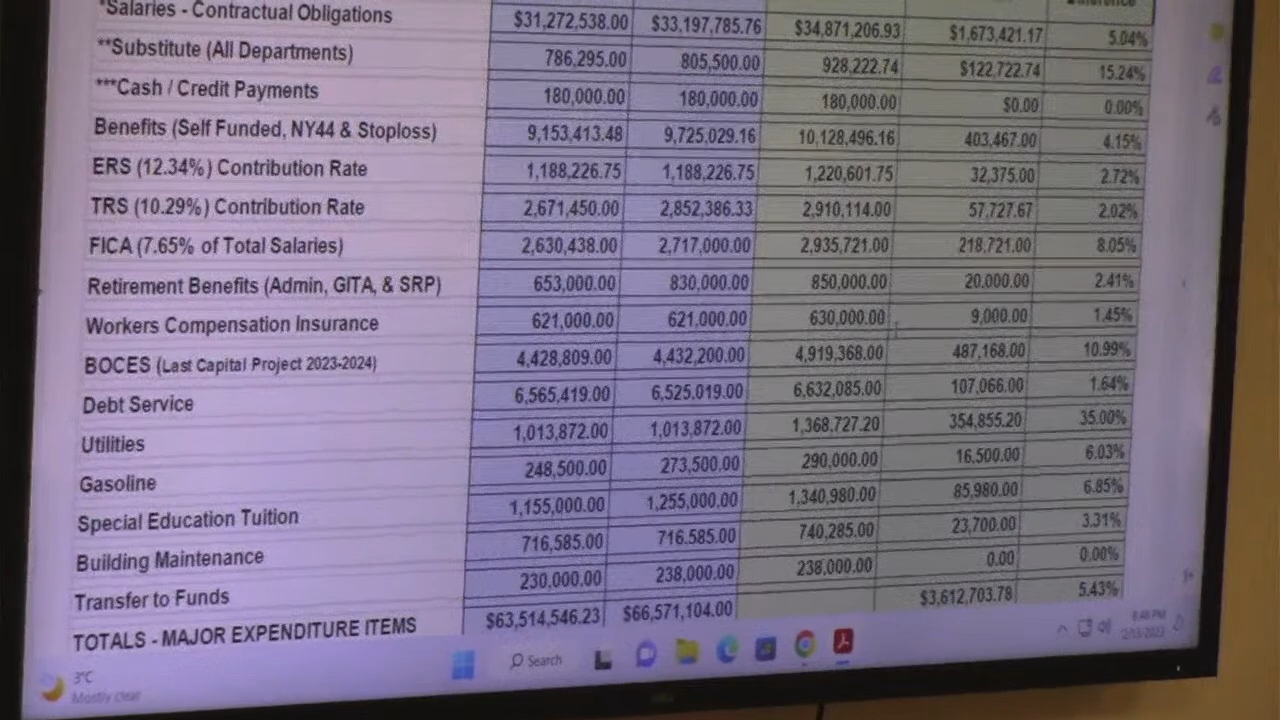 *Salaries - Contractual Obligations $31,272,538.00 $33,197,785.76 $34,871,206.93 $1,673,421.17 5.04%
**Substitute (All Departments) 786,295.00 805,500.00 928,222.74 $122,722.74 15.24%
***Cash / Credit Payments 180,000.00 180,000.00 180,000.00 $0.00 0.00%
Benefits (Self Funded, NY44 & Stoploss) 9,153,413.48 9,725,029.16 10,128,496.16 403,467.00 4.15%
ERS (12.34%) Contribution Rate 1,188,226.75 1,188,226.75 1,220,601.75 32,375.00 2.72%
TRS (10.29%) Contribution Rate 2,671,450.00 2,852,386.33 2,910,114.00 57,727.67 2.02%
FICA (7.65% of Total Salaries) 2,630,438.00 2,717,000.00 2,935,721.00 218,721.00 8.05%
Retirement Benefits (Admin, GITA, & SRP) 653,000.00 830,000.00 850,000.00 20,000.00 2.41%
Workers Compensation Insurance 621,000.00 621,000.00 630,000.00 9,000.00 1.45%
BOCES (Last Capital Project 2023-2024) 4,428,809.00 4,432,200.00 4,919,368.00 487,168.00 10.99%
Debt Service 6,565,419.00 6,525,019.00 6,632,085.00 107,066.00 1.64%
Utilities 1,013,872.00 1,013,872.00 1,368,727.20 354,855.20 35.00%
Gasoline 248,500.00 273,500.00 290,000.00 16,500.00 6.03%
Special Education Tuition 1,155,000.00 1,255,000.00 1,340,980.00 85,980.00 6.85%
Building Maintenance 716,585.00 716,585.00 740,285.00 23,700.00 3.31%
Transfer to Funds 230,000.00 238,000.00 238,000.00 0.00 0.00%
TOTALS - MAJOR EXPENDITURE ITEMS $63,514,546.23 $66,571,104.00 $3,612,703.78 5.43%
3°C
Mostly clear
Search
2/13/2023